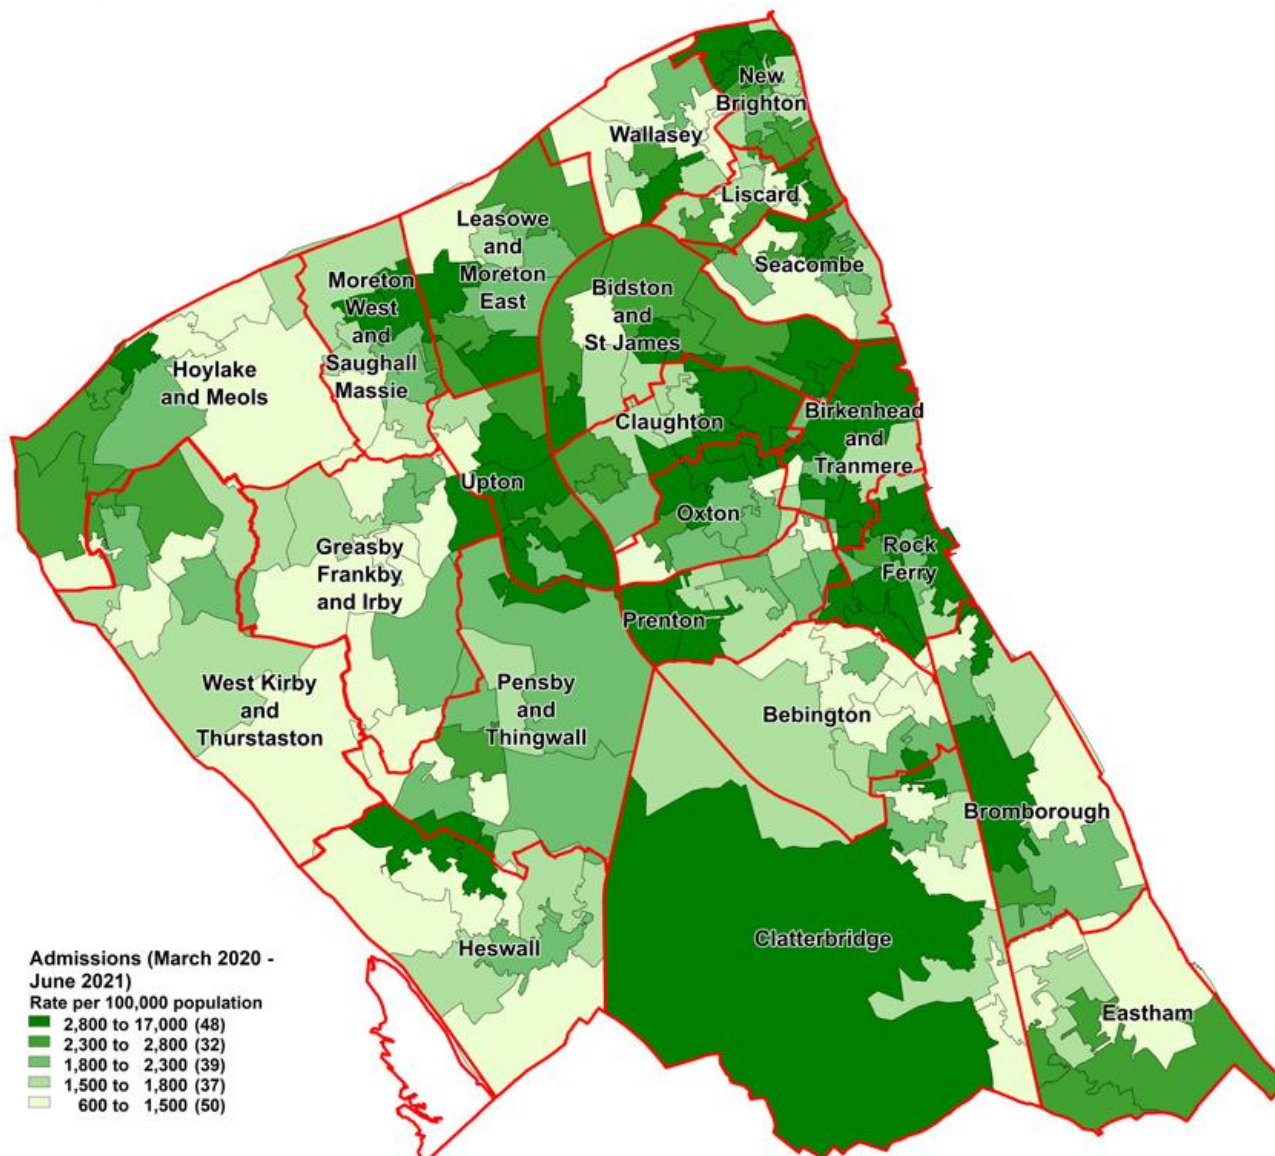 New
Brighton
Wallasey
Liscard
Leasowe
and
Moreton
East
Seacombe
Moreton
West
and
Saughall
Massie
Bidston
and
St James
Hoylake
and Meols
Claughton
Birkenhead
and
Tranmere
Upton
Oxton
Greasby
Frankby
and Irby
Rock
Ferry
Prenton
West Kirby
and
Thurstaston
Pensby
and
Thingwall
Bebington
Bromborough
Heswall
Clatterbridge
Eastham
Admissions (March 2020 -
June 2021)
Rate per 100,000 population
2,800 to 17,000 (48)
2,300 to 2,800 (32)
1,800 to 2,300 (39)
1,500 to 1,800 (37)
600 to 1,500 (50)